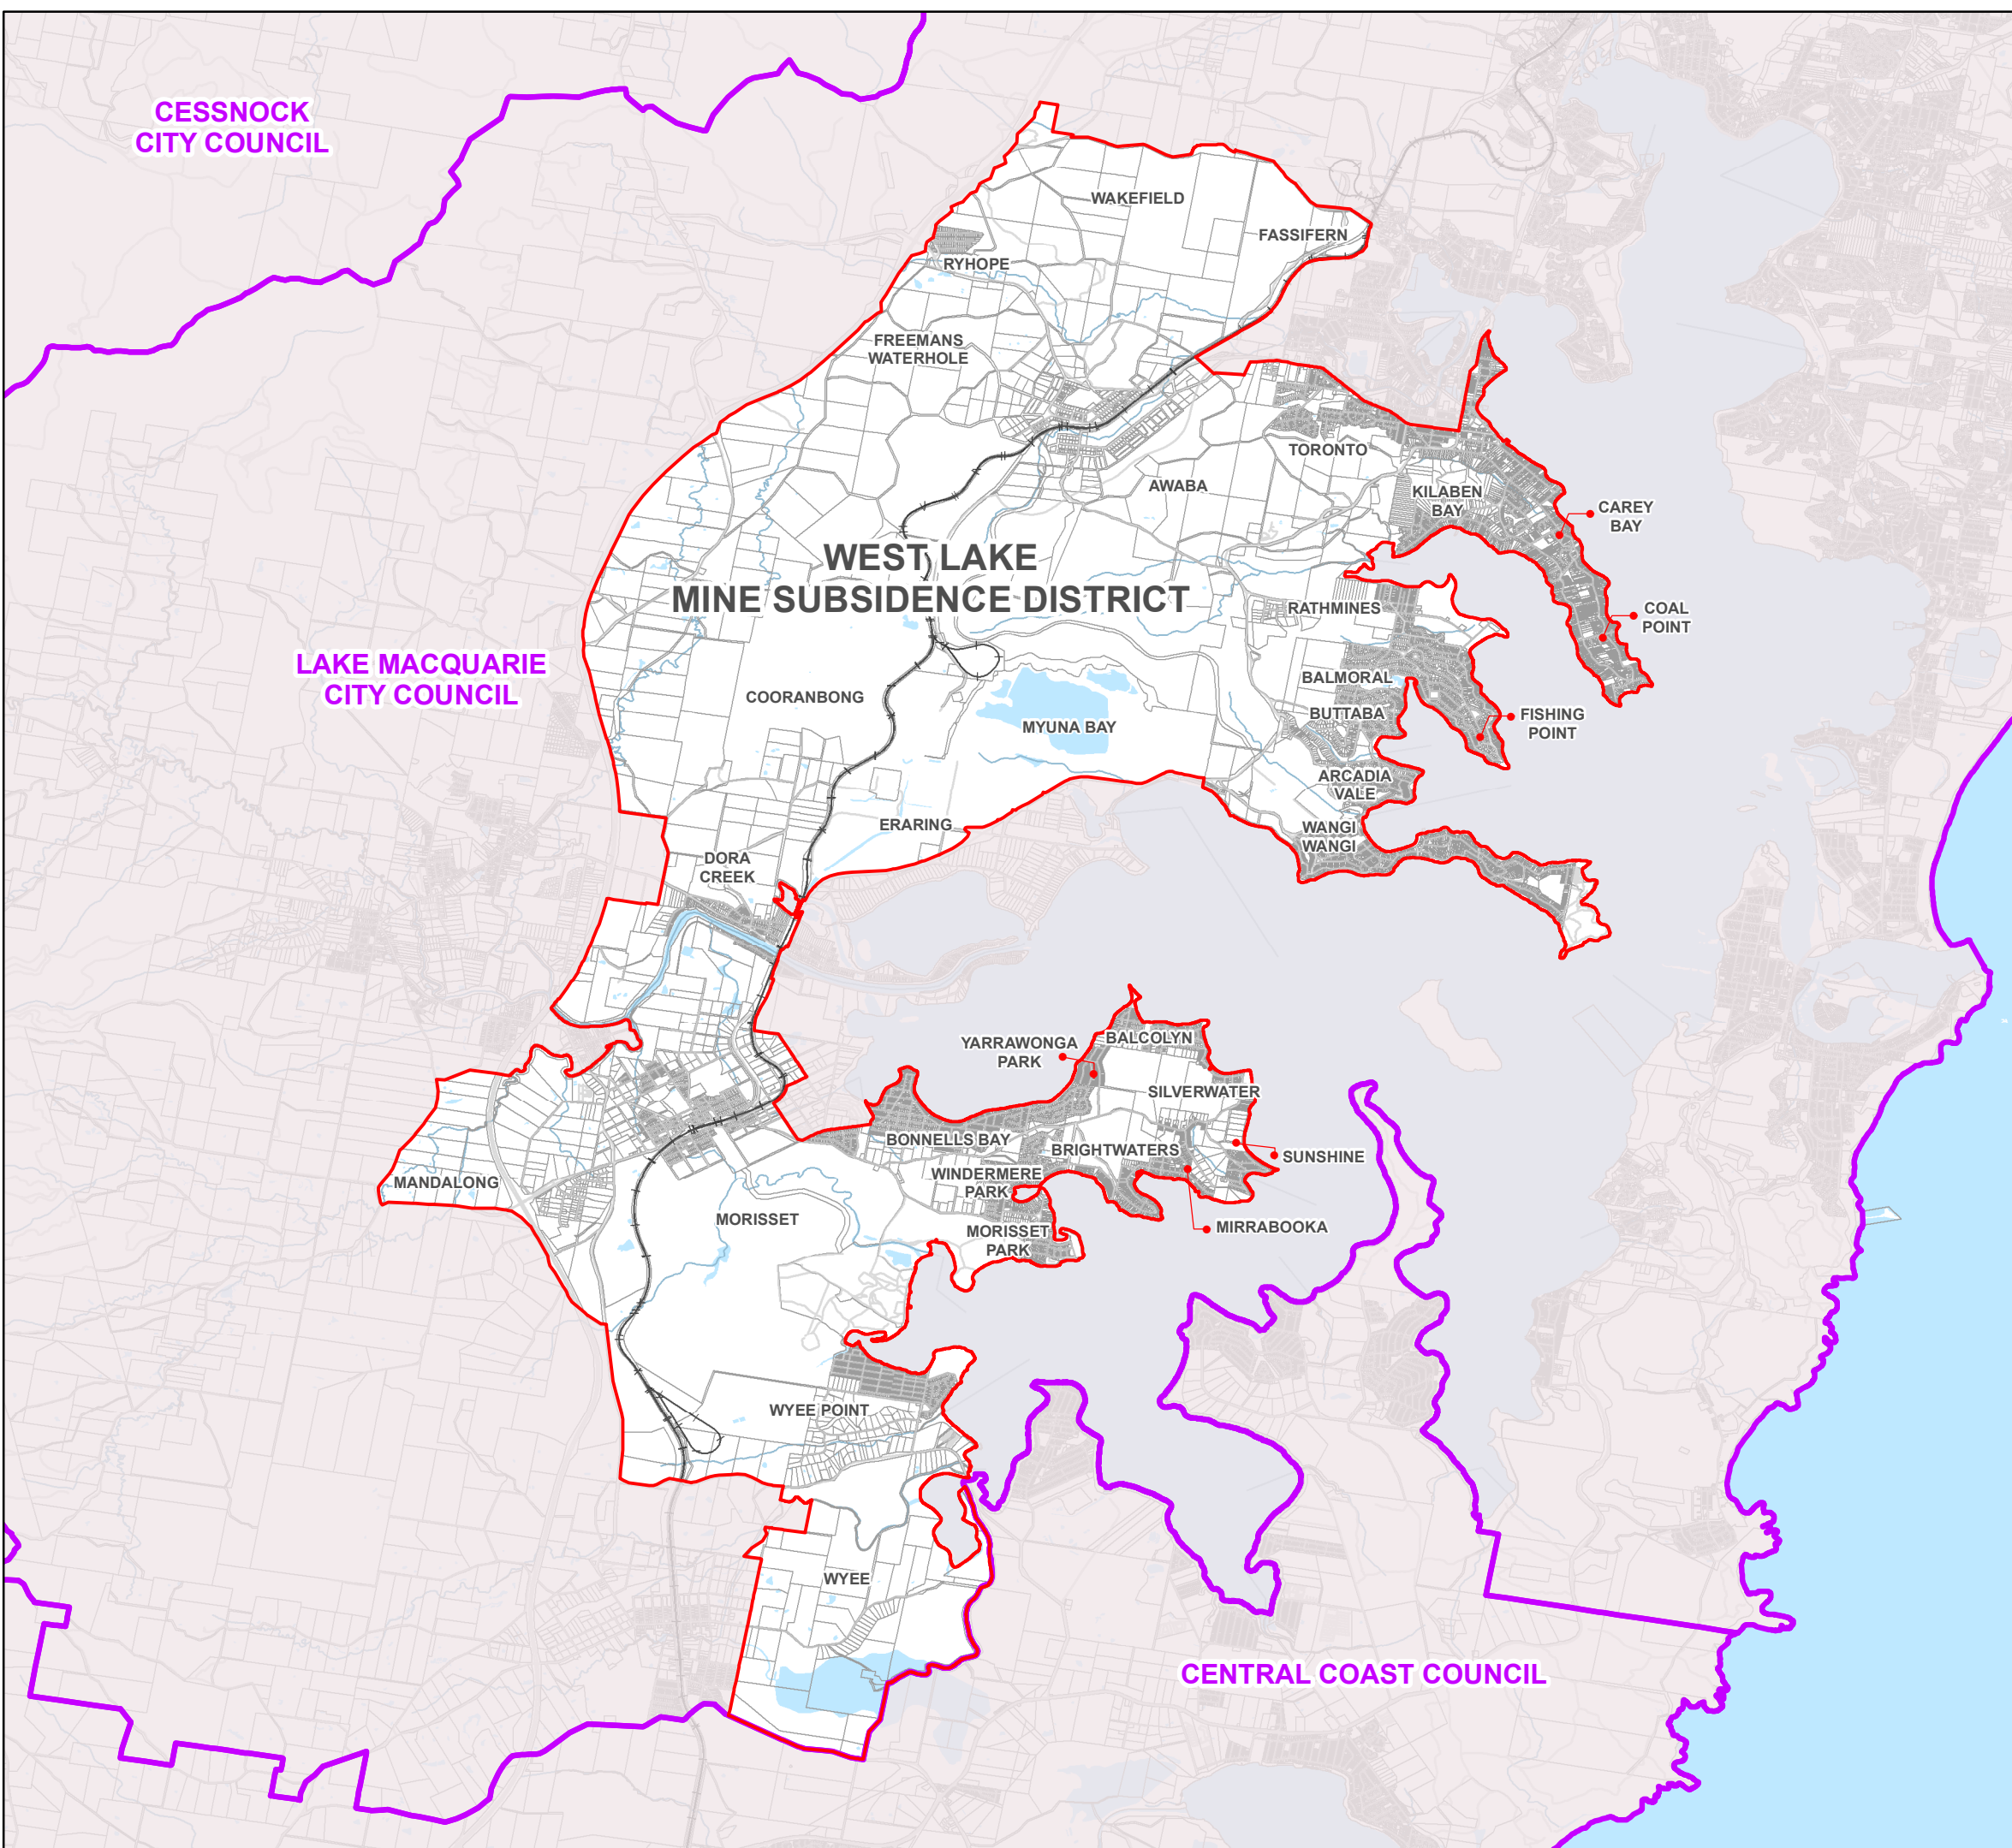 CESSNOCK
CITY COUNCIL
WAKEFIELD
FASSIFERN
RYHOPE
FREEMANS
WATERHOLE
TORONTO
AWABA
KILABEN
BAY
CAREY
BAY
WEST LAKE
MINE SUBSIDENCE DISTRICT
RATHMINES
COAL
POINT
LAKE MACQUARIE
CITY COUNCIL
BALMORAL
COORANBONG
BUTTABA
FISHING
POINT
MYUNA BAY
ARCADIA
VALE
ERARING
WANGI
WANGI
DORA
CREEK
YARRAWONGA
PARK
BALCOLYN
SILVERWATER
BONNELLS BAY
BRIGHTWATERS
SUNSHINE
WINDERMERE
PARK
MANDALONG
MORISSET
MIRRABOOKA
MORISSET
PARK
WYEE POINT
WYEE
CENTRAL COAST COUNCIL